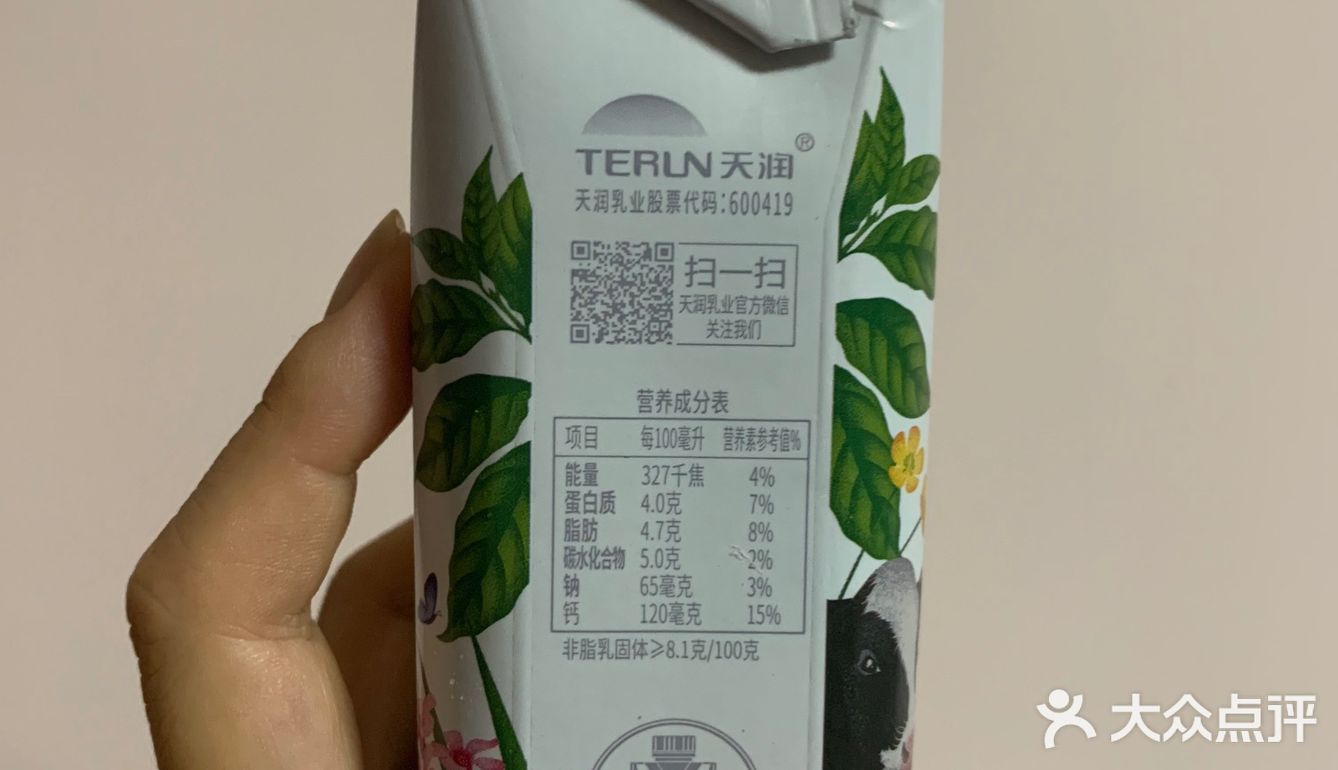 TERUN天润®
天润乳业股票代码:600419
扫一扫
天润乳业官方微信
关注我们
营养成分表
项目 每100毫升 营养素参考值%
能量 327千焦 4%
蛋白质 4.0克 7%
脂肪 4.7克 8%
碳水化合物 5.0克 2%
钠 65毫克 3%
钙 120毫克 15%
非脂乳固体≥8.1克/100克
大众点评